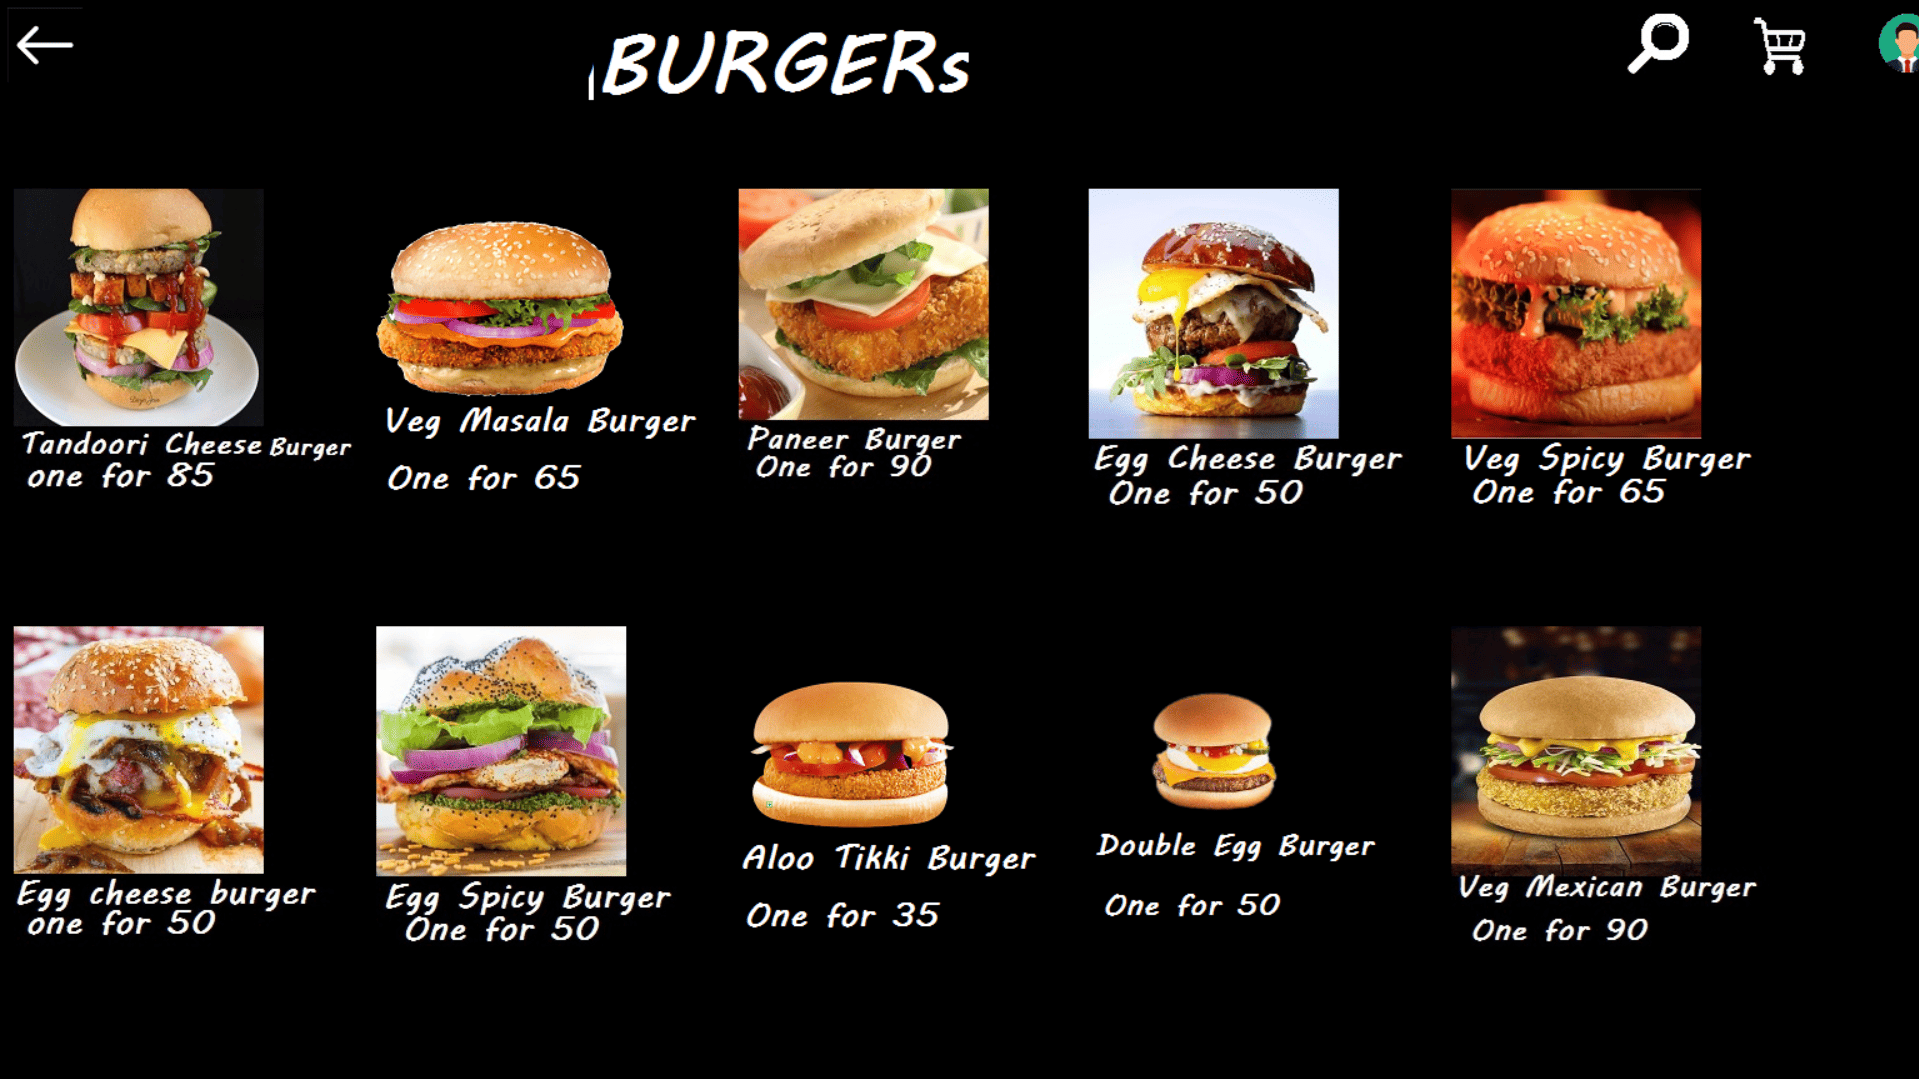 BURGERs
Tandoori Cheese Burger
one for 85
Veg Masala Burger
One for 65
Paneer Burger
One for 90
Egg Cheese Burger
One for 50
Veg Spicy Burger
One for 65
Egg cheese burger
one for 50
Egg Spicy Burger
One for 50
Aloo Tikki Burger
One for 35
Double Egg Burger
One for 50
Veg Mexican Burger
One for 90